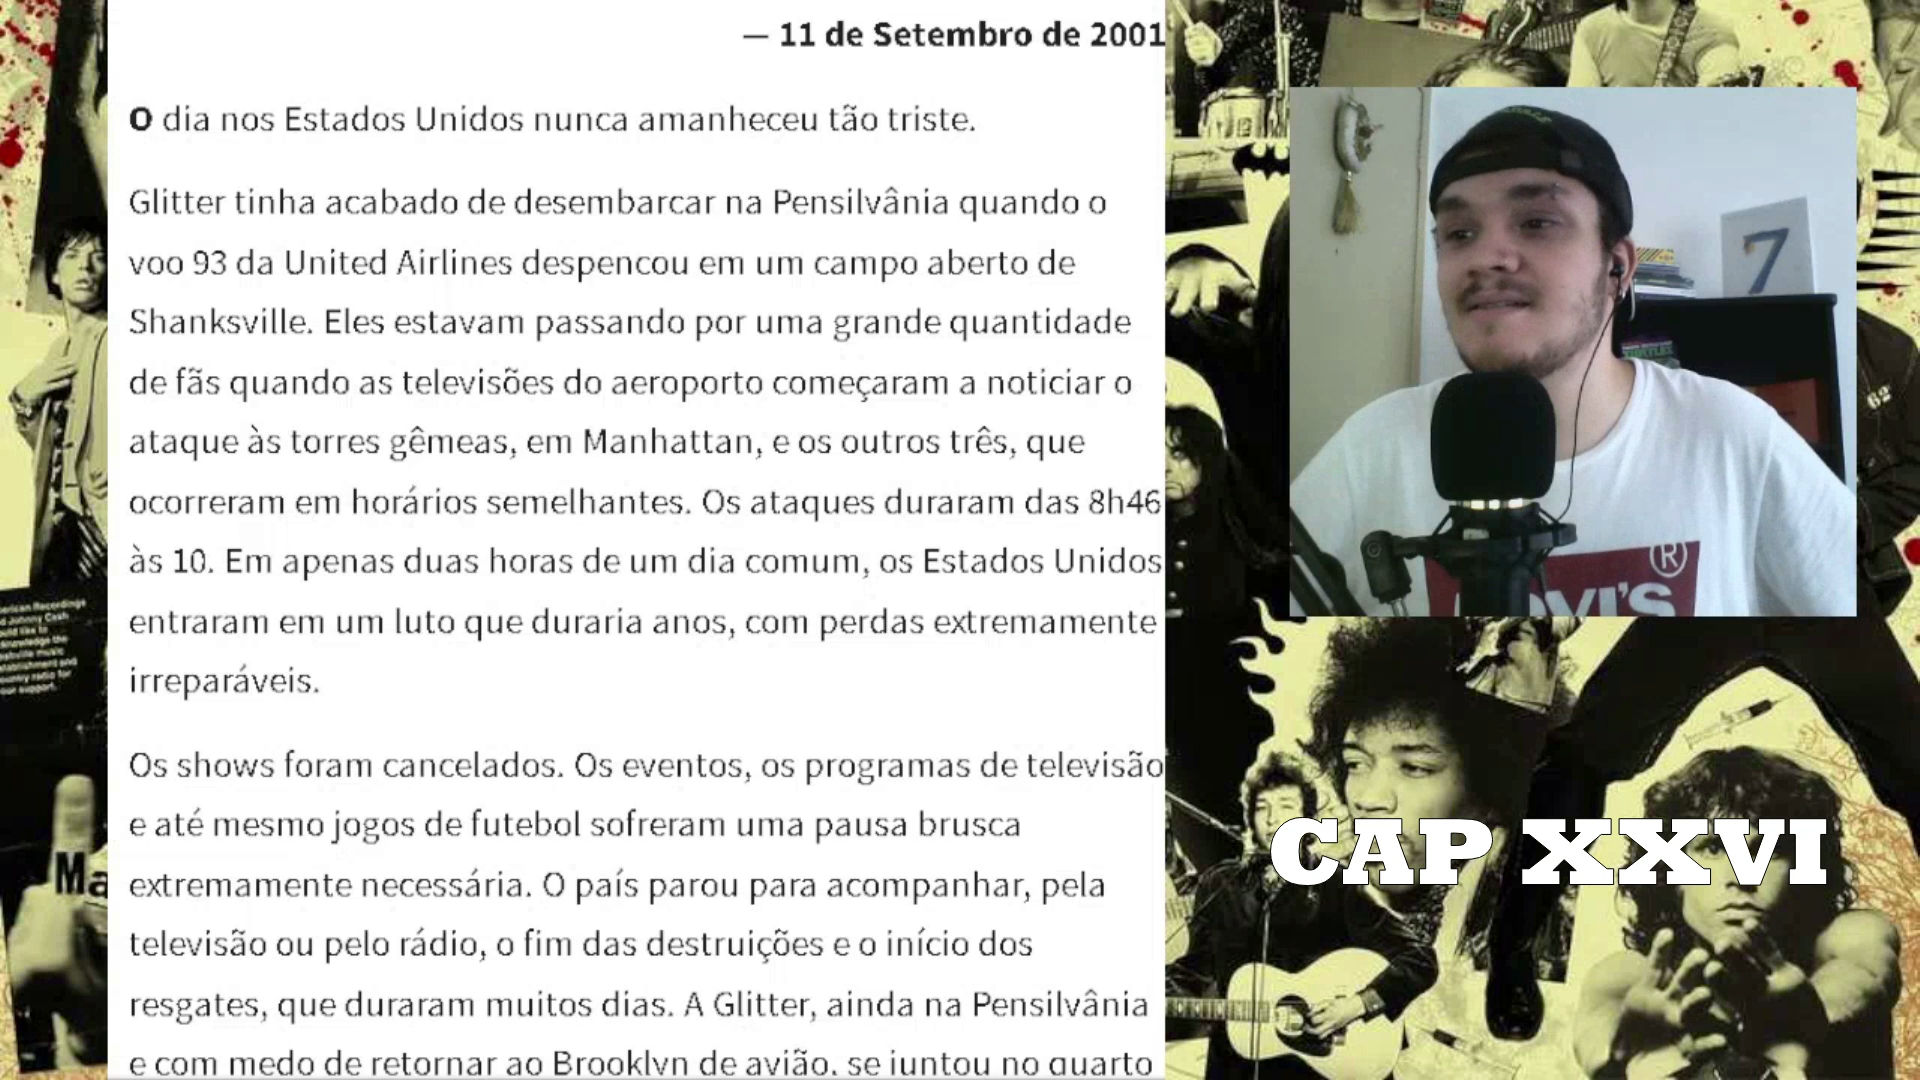 — 11 de Setembro de 2001
O dia nos Estados Unidos nunca amanheceu tão triste.
Glitter tinha acabado de desembarcar na Pensilvânia quando o
voo 93 da United Airlines despencou em um campo aberto de
Shanksville. Eles estavam passando por uma grande quantidade
de fãs quando as televisões do aeroporto começaram a noticiar o
ataque às torres gêmeas, em Manhattan, e os outros três, que
ocorreram em horários semelhantes. Os ataques duraram das 8h46
às 10. Em apenas duas horas de um dia comum, os Estados Unidos
entraram em um luto que duraria anos, com perdas extremamente
irreparáveis.
Os shows foram cancelados. Os eventos, os programas de televisão
e até mesmo jogos de futebol sofreram uma pausa brusca
extremamente necessária. O país parou para acompanhar, pela
televisão ou pelo rádio, o fim das destruições e o início dos
resgates, que duraram muitos dias. A Glitter, ainda na Pensilvânia
e com medo de retornar ao Brooklyn de avião, se juntou no quarto
7
®
CAP XXVI
Ma
62